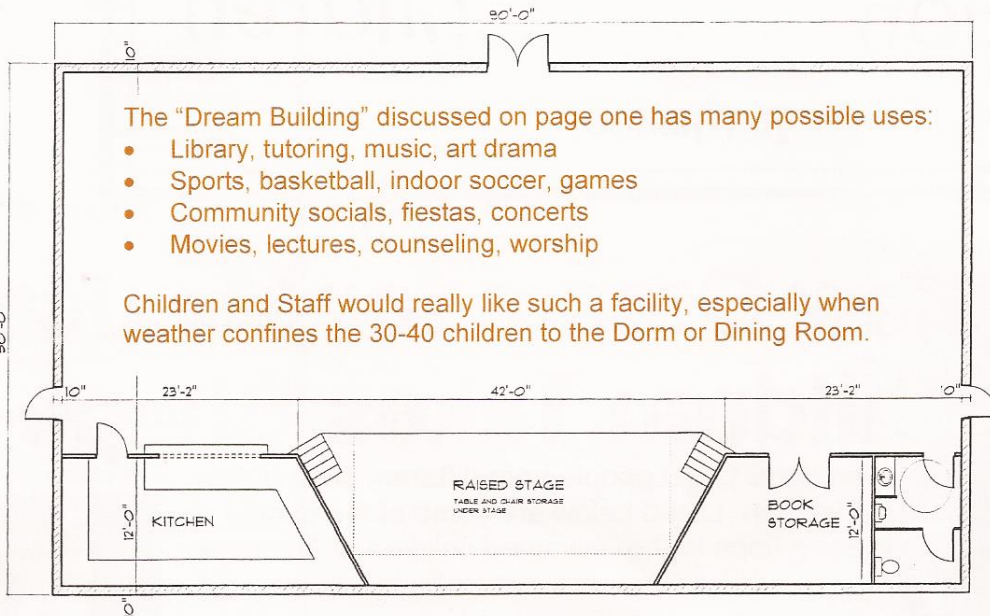 90'-0"
10"
The “Dream Building” discussed on page one has many possible uses:
• Library, tutoring, music, art drama
• Sports, basketball, indoor soccer, games
• Community socials, fiestas, concerts
• Movies, lectures, counseling, worship
Children and Staff would really like such a facility, especially when
weather confines the 30-40 children to the Dorm or Dining Room.
10" 23'-2" 42'-0" 23'-2" 10"
RAISED STAGE
TABLE AND CHAIR STORAGE
UNDER STAGE
KITCHEN
12'-0"
BOOK
STORAGE
12'-0"
10"